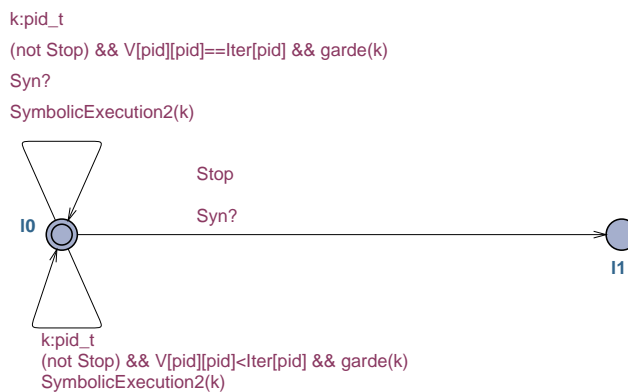 k:pid_t
(not Stop) && V[pid][pid]==Iter[pid] && garde(k)
Syn?
SymbolicExecution2(k)
Stop
Syn?
l0
l1
k:pid_t
(not Stop) && V[pid][pid]<Iter[pid] && garde(k)
SymbolicExecution2(k)